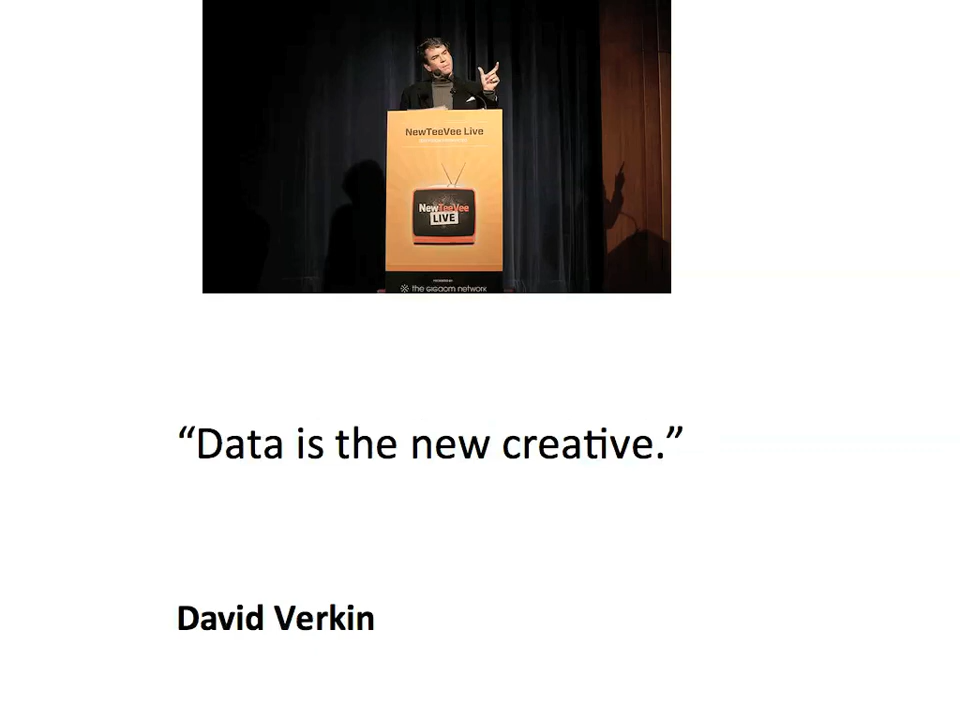 NewTeeVee Live
NewTeeVee
LIVE
the GigaOM network
“Data is the new creative.”
David Verkin